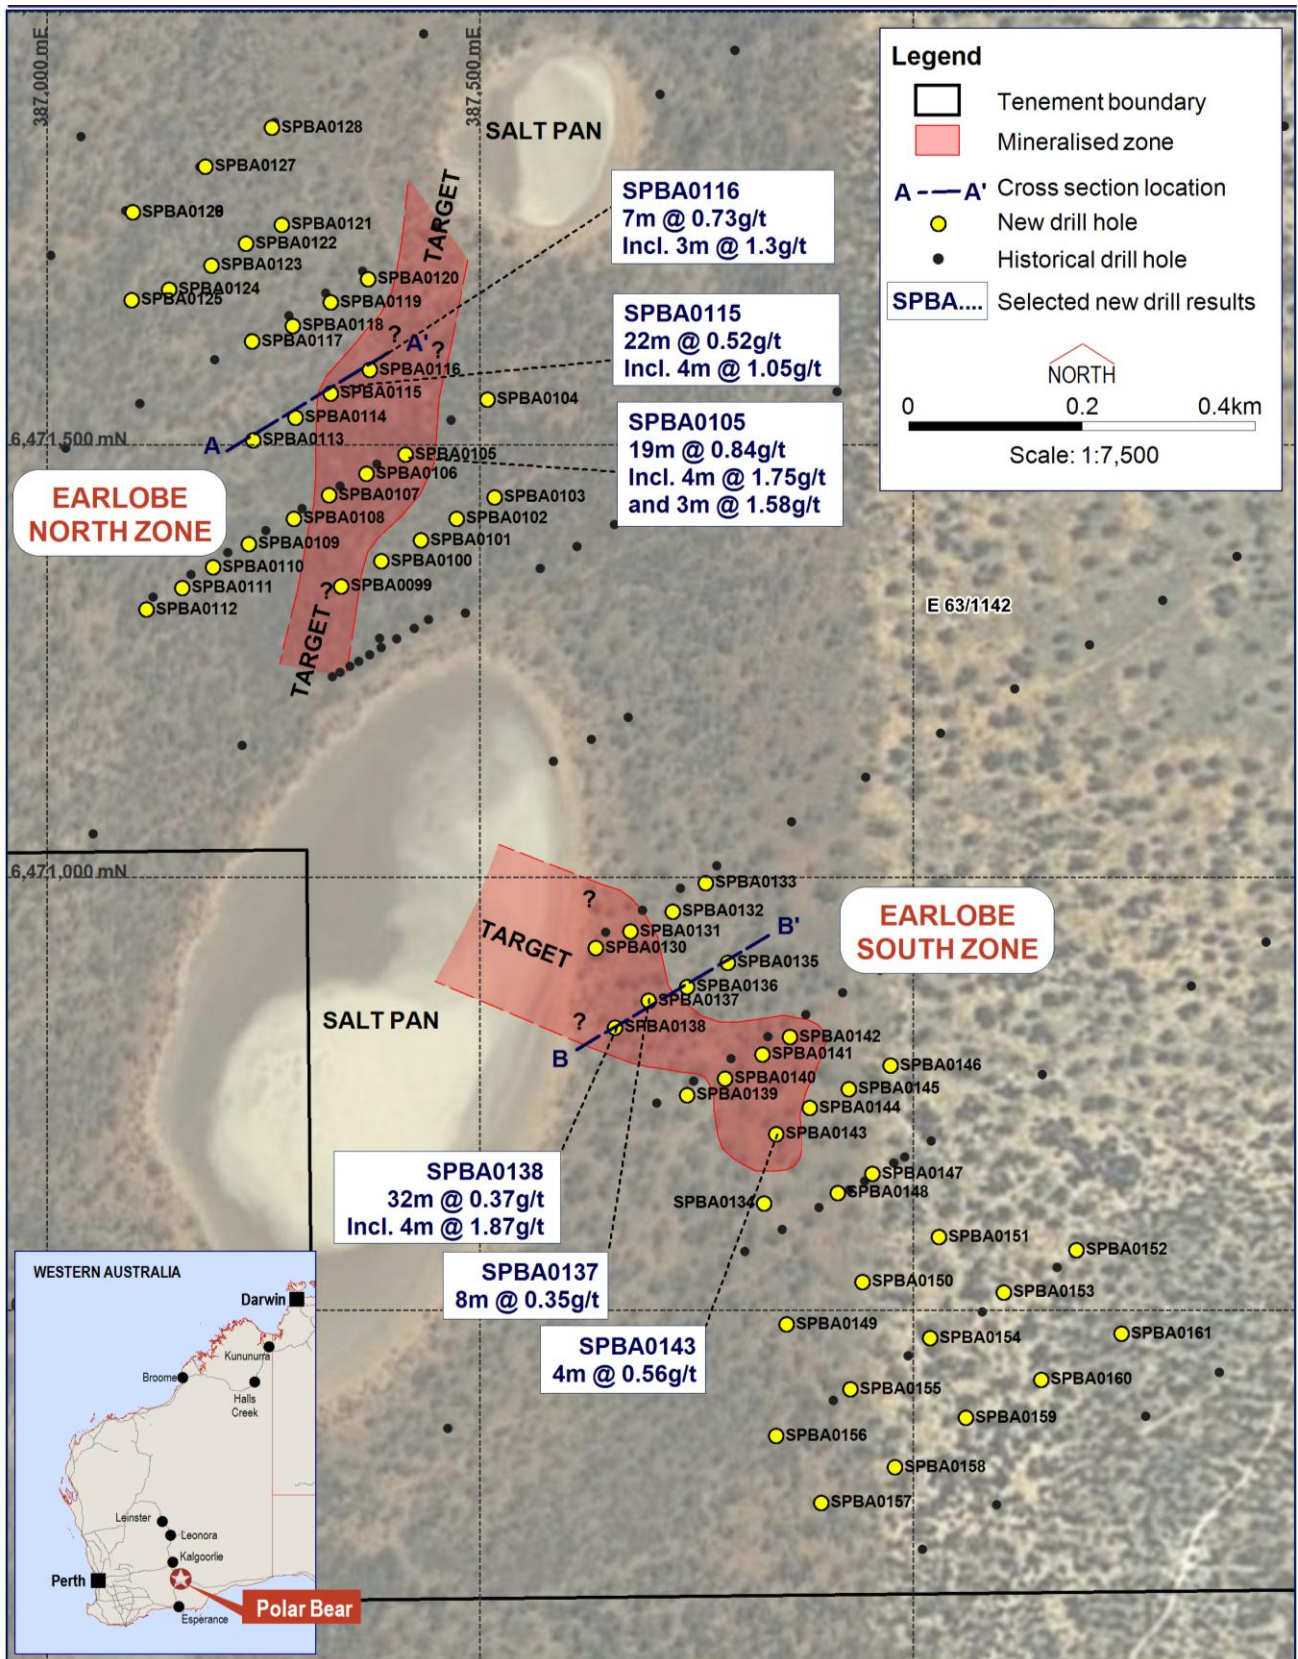 387,000 mE
387,500 mE
SALT PAN
Legend
Tenement boundary
Mineralised zone
A A' Cross section location
New drill hole
Historical drill hole
SPBA.... Selected new drill results
NORTH
0 0.2 0.4km
Scale: 1:7,500
SPBA0128
SPBA0127
SPBA0121
SPBA0122
SPBA0123
SPBA0124
SPBA0125
SPBA0120
SPBA0119
SPBA0118
SPBA0117
TARGET
?
?
A'
SPBA0116
SPBA0115
SPBA0114
SPBA0113
A
SPBA0104
SPBA0116
7m @ 0.73g/t
Incl. 3m @ 1.3g/t
SPBA0115
22m @ 0.52g/t
Incl. 4m @ 1.05g/t
SPBA0105
19m @ 0.84g/t
Incl. 4m @ 1.75g/t
and 3m @ 1.58g/t
6,471,500 mN
EARLOBE
NORTH ZONE
SPBA0105
SPBA0106
SPBA0107
SPBA0108
SPBA0109
SPBA0110
SPBA0111
SPBA0112
SPBA0103
SPBA0102
SPBA0101
SPBA0100
SPBA0099
?
TARGET
E 63/1142
6,471,000 mN
SPBA0133
SPBA0132
SPBA0131
SPBA0130
?
TARGET
?
B'
SPBA0135
SPBA0136
SPBA0137
SPBA0138
B
EARLOBE
SOUTH ZONE
SALT PAN
SPBA0142
SPBA0141
SPBA0140
SPBA0139
SPBA0146
SPBA0145
SPBA0144
SPBA0143
SPBA0147
SPBA0148
SPBA0134
SPBA0138
32m @ 0.37g/t
Incl. 4m @ 1.87g/t
SPBA0137
8m @ 0.35g/t
SPBA0143
4m @ 0.56g/t
SPBA0151
SPBA0152
SPBA0150
SPBA0153
SPBA0149
SPBA0154
SPBA0161
SPBA0155
SPBA0160
SPBA0159
SPBA0156
SPBA0158
SPBA0157
WESTERN AUSTRALIA
Darwin
Kununurra
Broome
Halls
Creek
Leinster
Leonora
Kalgoorlie
Perth
Esperance
Polar Bear